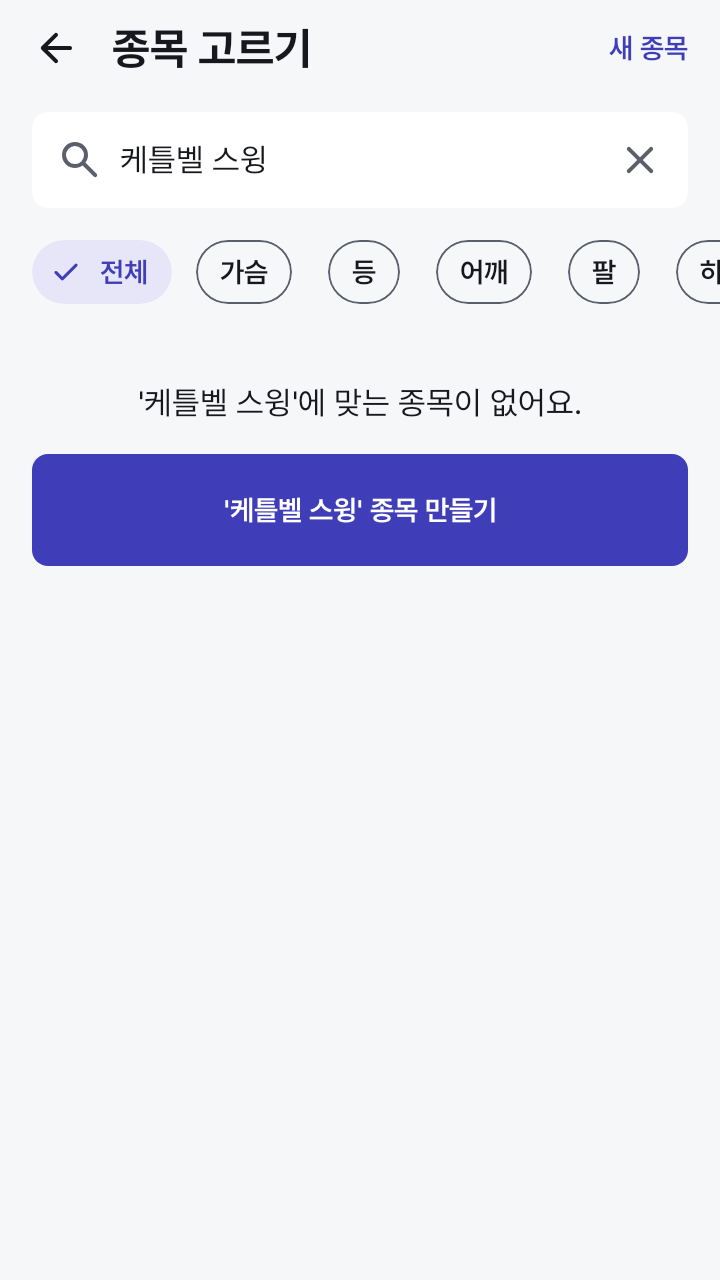 종목 고르기
새 종목
케틀벨 스윙
전체
가슴
등
어깨
팔
'케틀벨 스윙'에 맞는 종목이 없어요.
'케틀벨 스윙' 종목 만들기